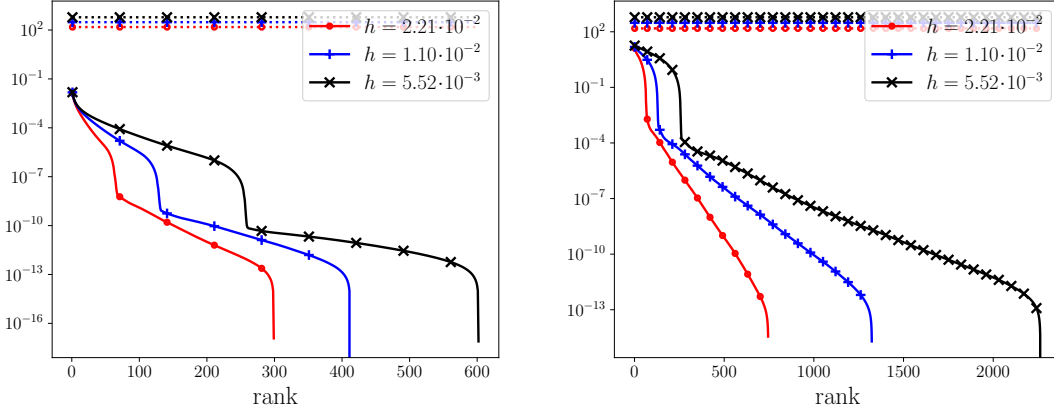 10^2
10^{-1}
10^{-4}
10^{-7}
10^{-10}
10^{-13}
10^{-16}
0 100 200 300 400 500 600
rank
h = 2.21·10^{-2}
h = 1.10·10^{-2}
h = 5.52·10^{-3}
10^2
10^{-1}
10^{-4}
10^{-7}
10^{-10}
10^{-13}
0 500 1000 1500 2000
rank
h = 2.21·10^{-2}
h = 1.10·10^{-2}
h = 5.52·10^{-3}